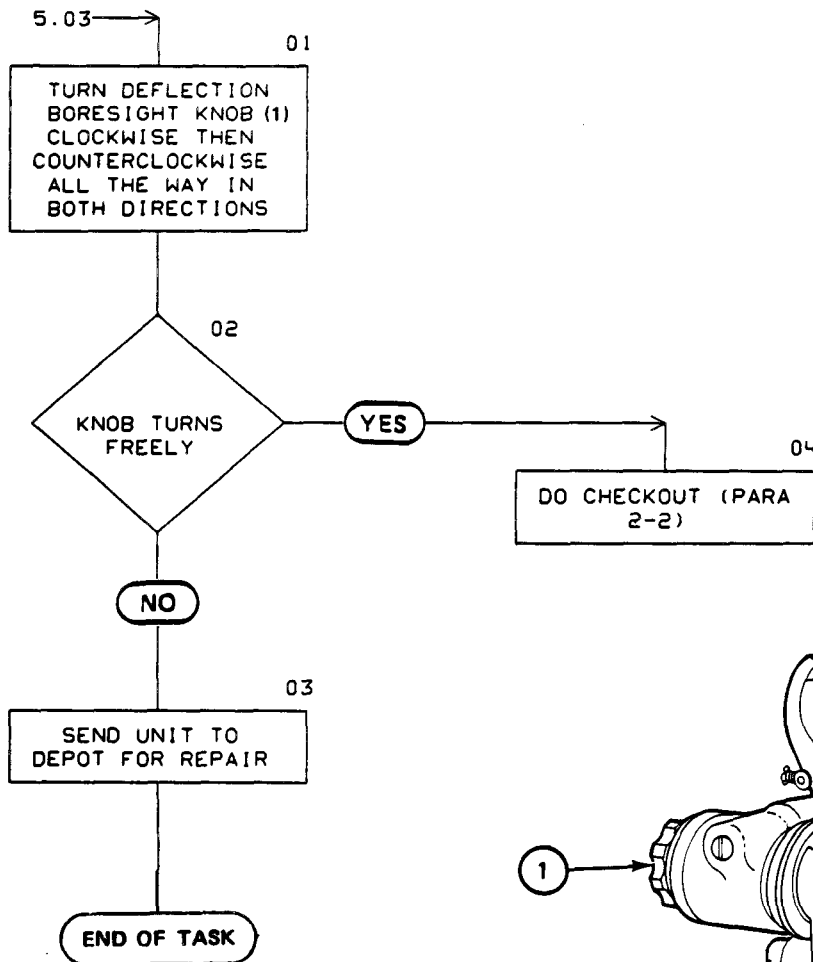 5.03
01
TURN DEFLECTION
BORESIGHT KNOB (1)
CLOCKWISE THEN
COUNTERCLOCKWISE
ALL THE WAY IN
BOTH DIRECTIONS
02
KNOB TURNS
FREELY
YES
04
DO CHECKOUT (PARA
2-2)
NO
03
SEND UNIT TO
DEPOT FOR REPAIR
1
END OF TASK